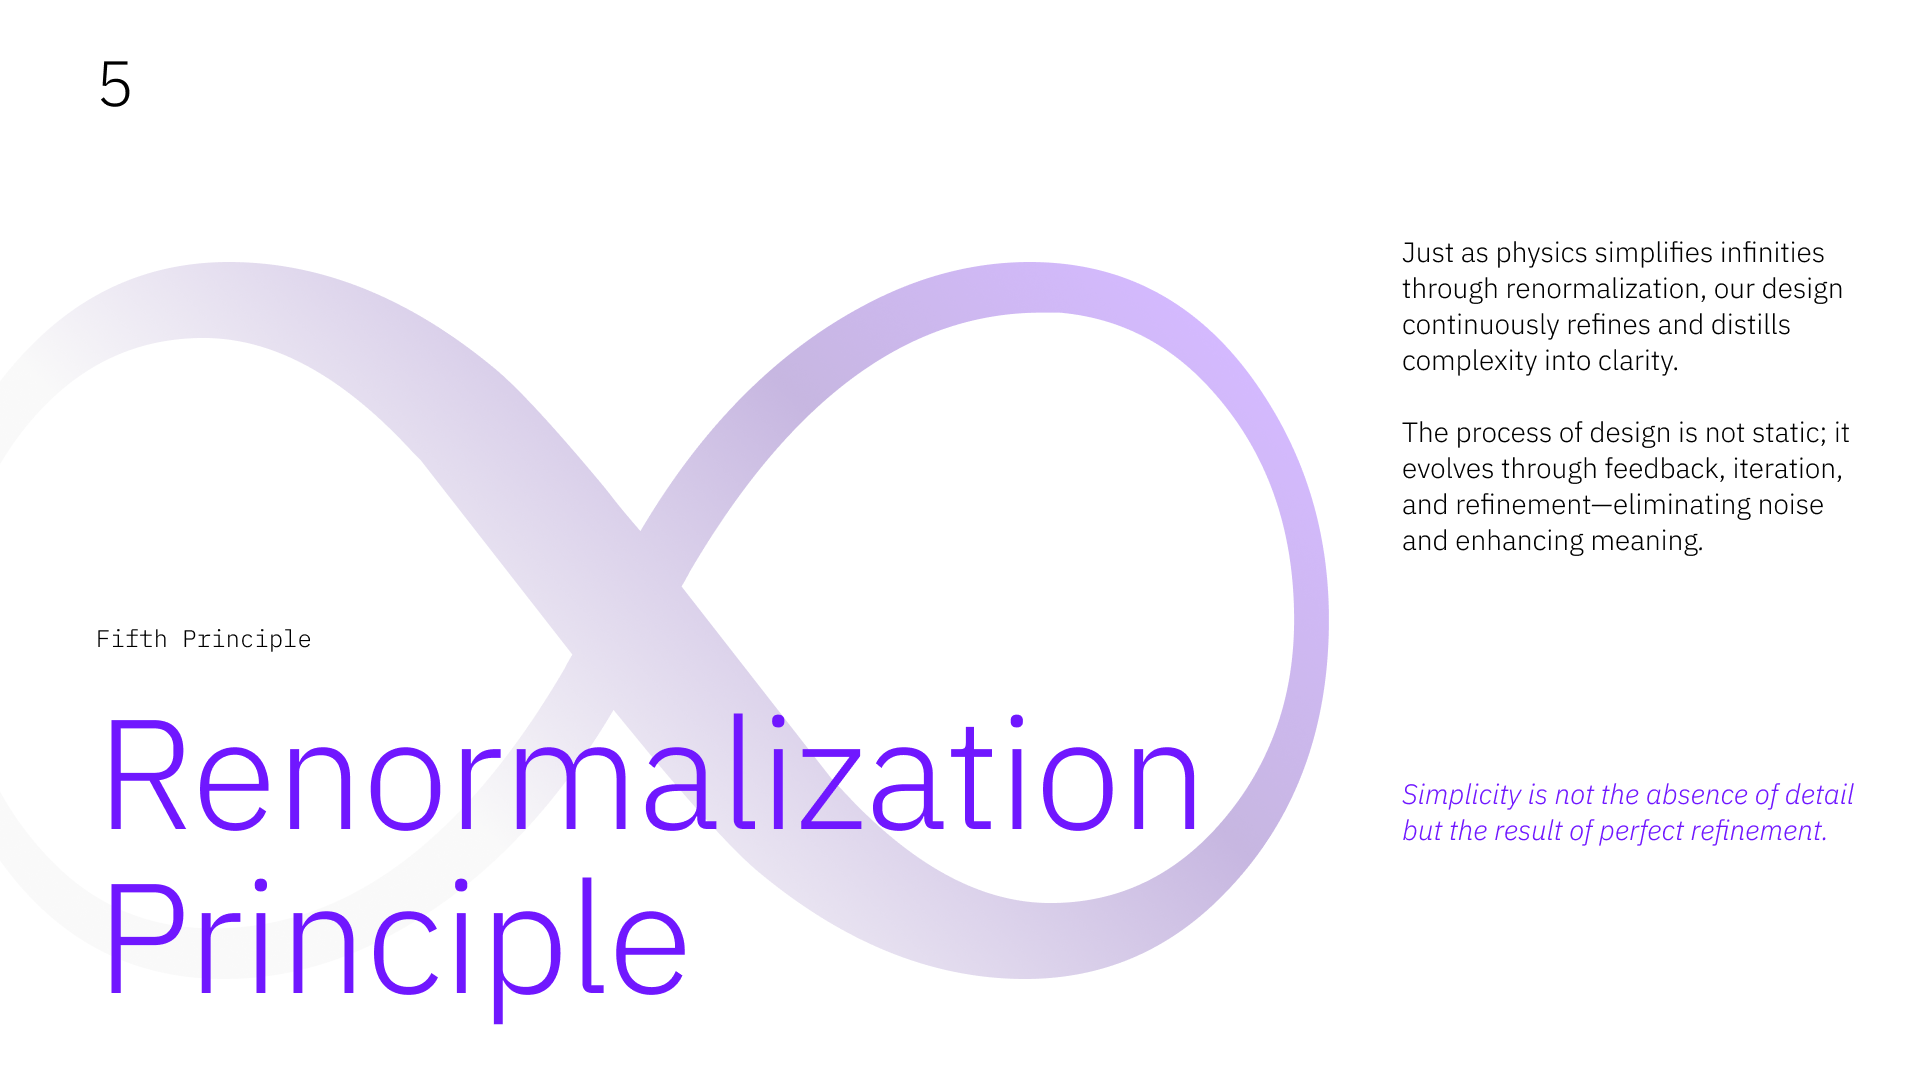 5
Fifth Principle
Renormalization
Principle
Just as physics simplifies infinities
through renormalization, our design
continuously refines and distills
complexity into clarity.
The process of design is not static; it
evolves through feedback, iteration,
and refinement—eliminating noise
and enhancing meaning.
Simplicity is not the absence of detail
but the result of perfect refinement.